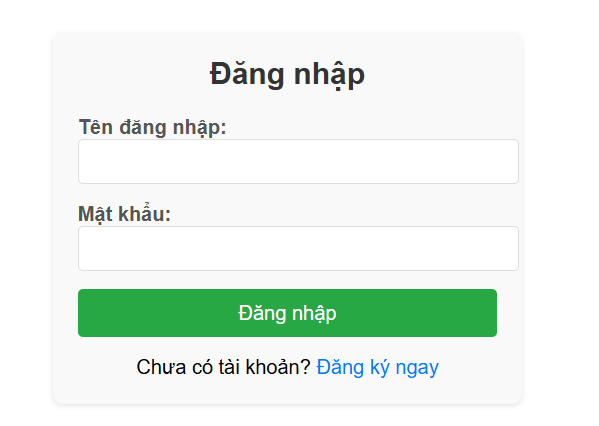 Đăng nhập
Tên đăng nhập:
Mật khẩu:
Đăng nhập
Chưa có tài khoản? Đăng ký ngay